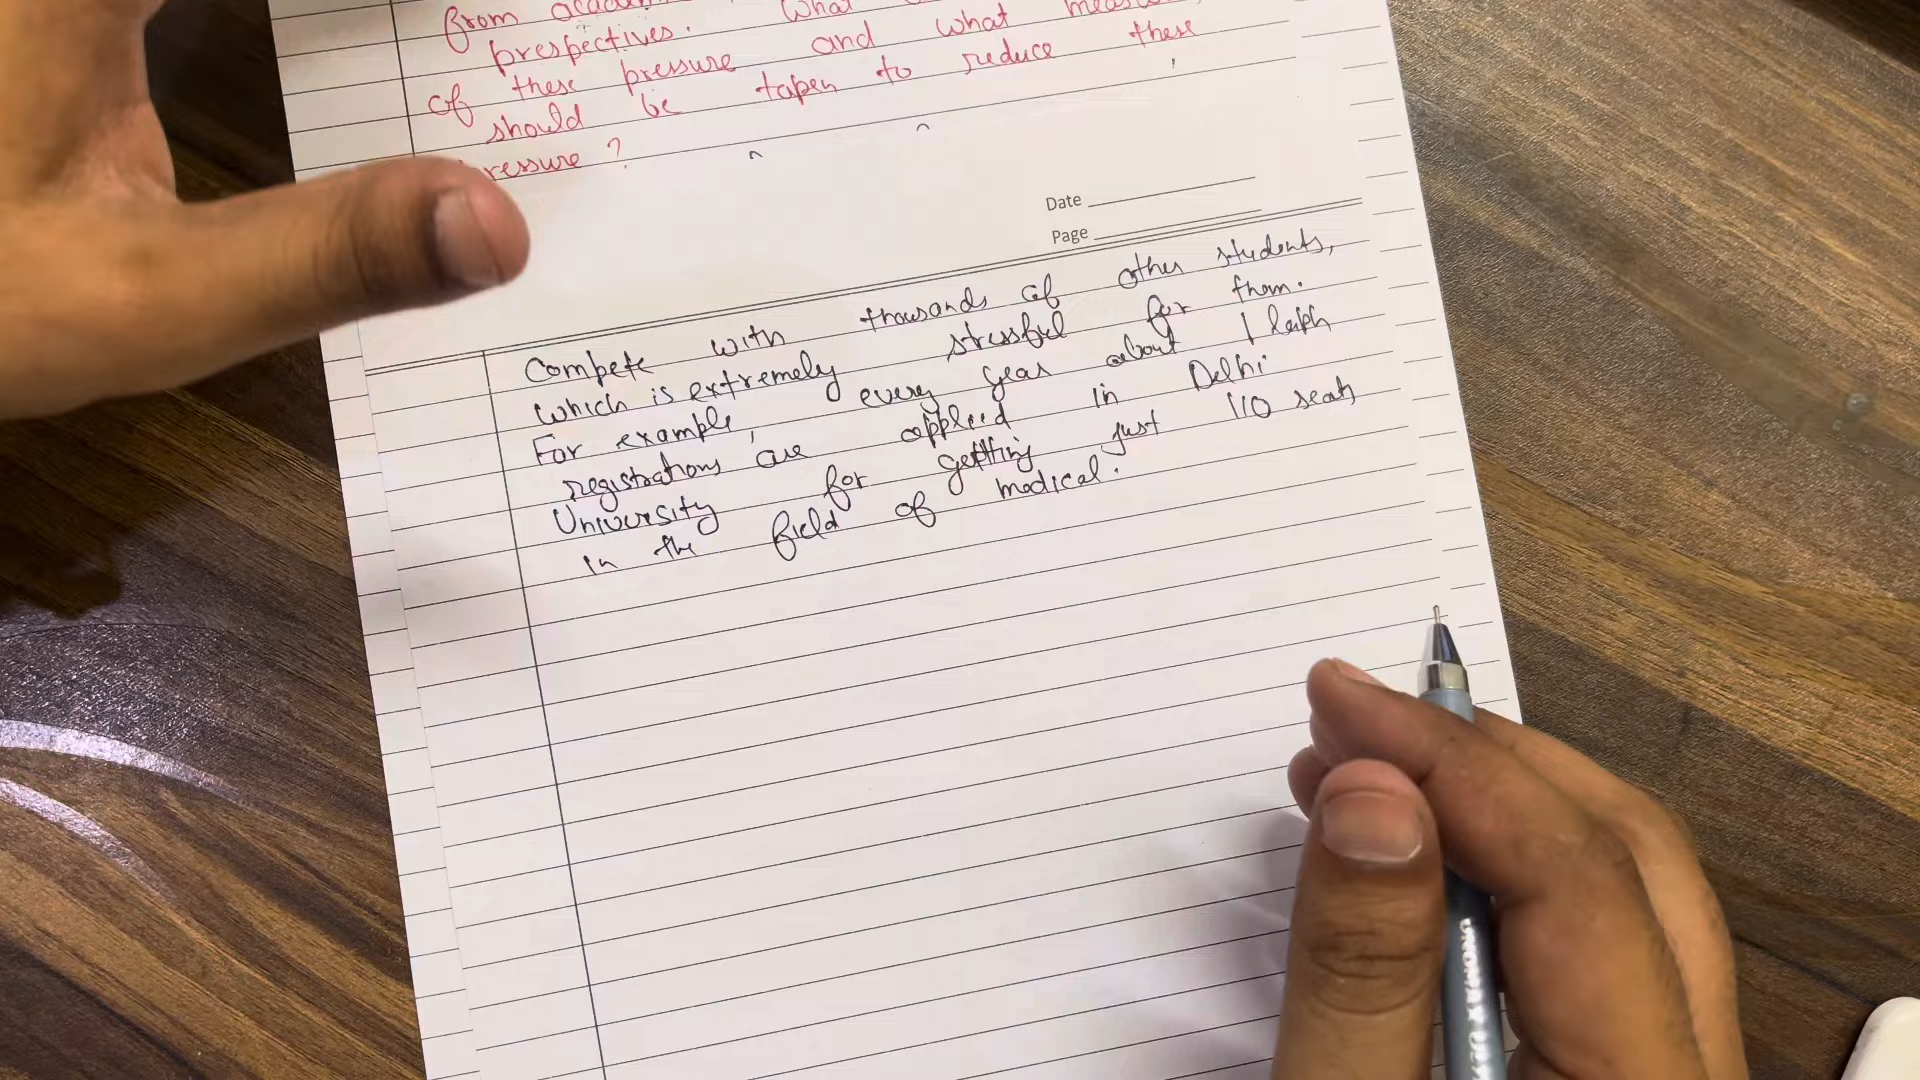 from What
prespectives. and what
of these pressure to reduce these
should be tapen
ressure ?
Date
Page
Compete with thousands of other students,
which is extremely stressful for them.
For example, every year about 1 lakh
registrations are applied in Delhi
University for getting just 110 seats
in the field of medical.